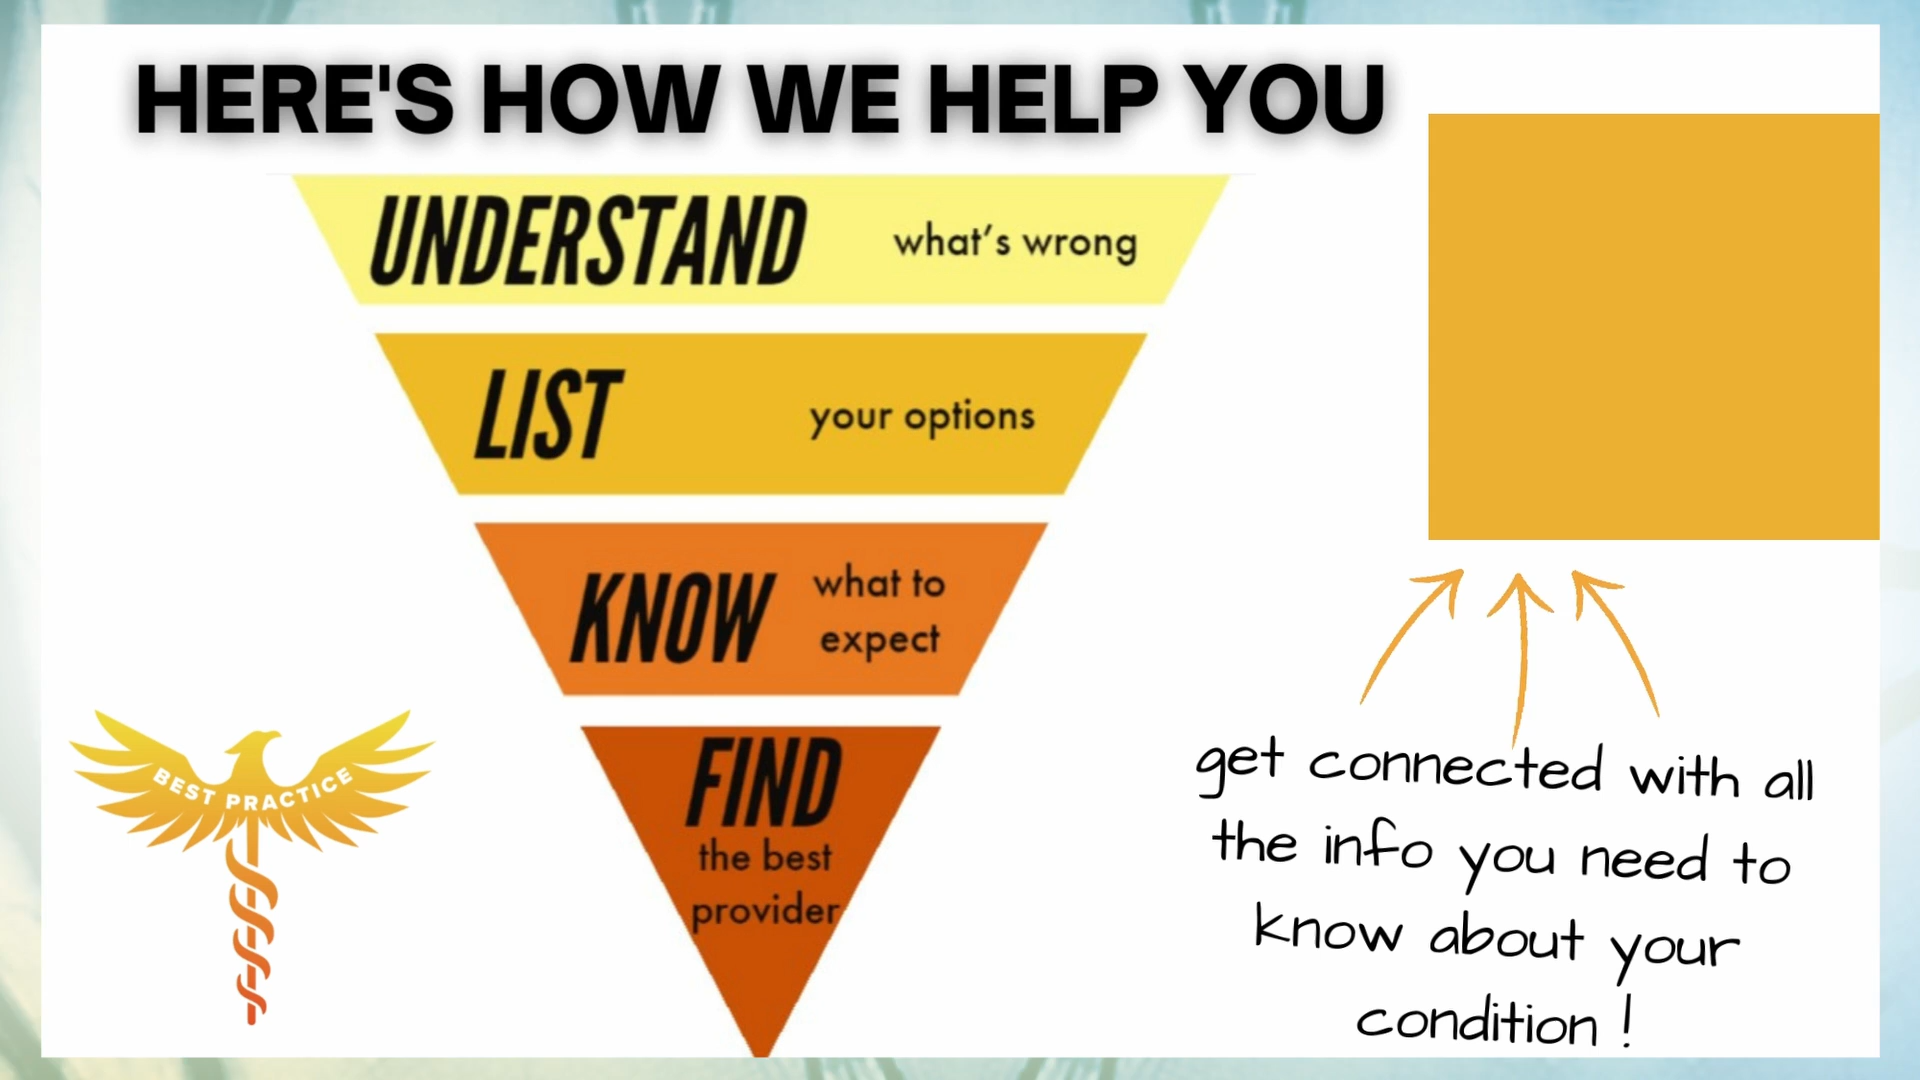 HERE'S HOW WE HELP YOU
UNDERSTAND what's wrong
LIST your options
KNOW what to
expect
FIND
the best
provider
BEST PRACTICE
get connected with all
the info you need to
know about your
condition !